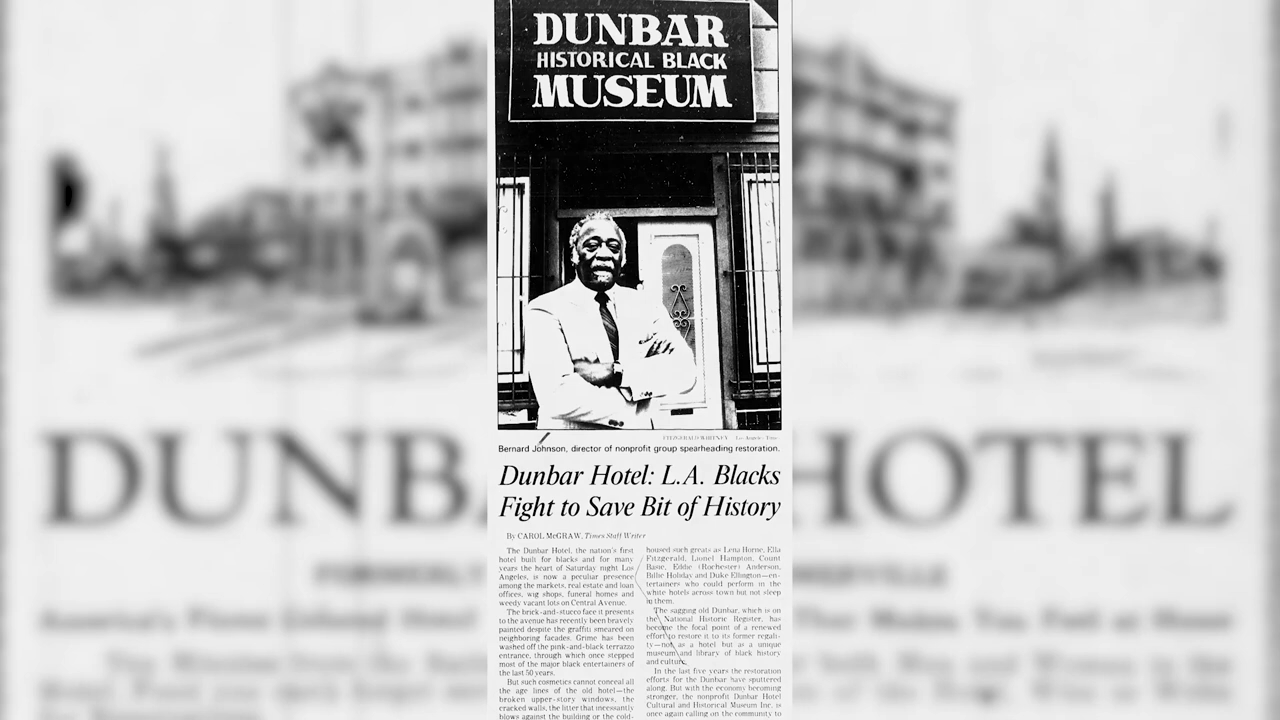 DUNBAR
HISTORICAL BLACK
MUSEUM
FITZGERALD WHITNEY Los Angeles Times
Bernard Johnson, director of nonprofit group spearheading restoration.
Dunbar Hotel: L.A. Blacks
Fight to Save Bit of History
By CAROL McGRAW, Times Staff Writer
The Dunbar Hotel, the nation's first
hotel built for blacks and for many
years the heart of Saturday night Los
Angeles, is now a peculiar presence
among the markets, real estate and loan
offices, wig shops, funeral homes and
weedy vacant lots on Central Avenue.
The brick-and-stucco face it presents
to the avenue has recently been bravely
painted despite the graffiti smeared on
neighboring facades. Grime has been
washed off the pink-and-black terrazzo
entrance, through which once stepped
most of the major black entertainers of
the last 50 years.
But such cosmetics cannot conceal all
the age lines of the old hotel—the
broken upper-story windows, the
cracked walls, the litter that incessantly
blows against the building or the cold-
housed such greats as Lena Horne, Ella
Fitzgerald, Lionel Hampton, Count
Basie, Eddie (Rochester) Anderson,
Billie Holiday and Duke Ellington—en-
tertainers who could perform in the
white hotels across town but not sleep
in them.
The sagging old Dunbar, which is on
the National Historic Register, has
become the focal point of a renewed
effort to restore it to its former regali-
ty—not as a hotel but as a unique
museum and library of black history
and culture.
In the last five years the restoration
efforts for the Dunbar have sputtered
along. But with the economy becoming
stronger, the nonprofit Dunbar Hotel
Cultural and Historical Museum Inc. is
once again calling on the community to
DUNB HOTEL